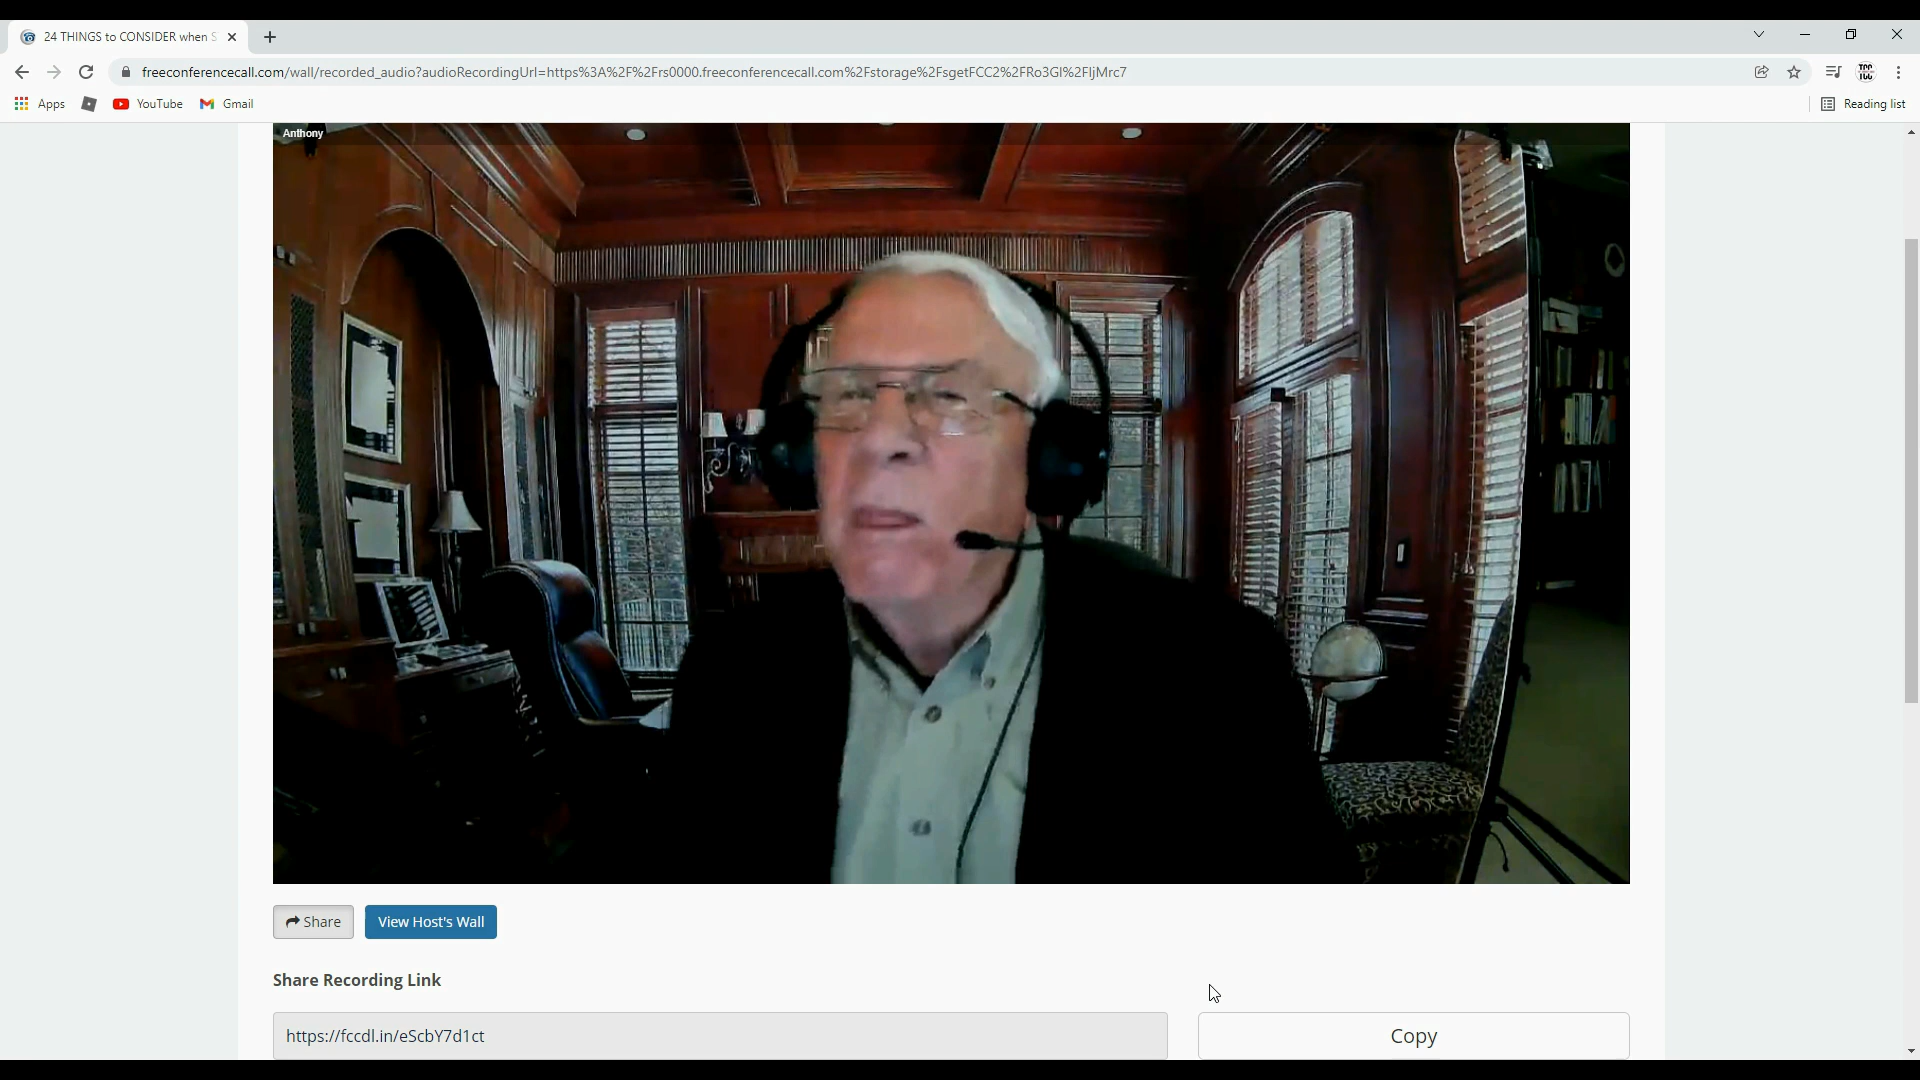 24 THINGS to CONSIDER when S
freeconferencecall.com/wall/recorded_audio?audioRecordingUrl=https%3A%2F%2Frs0000.freeconferencecall.com%2Fstorage%2FsgetFCC2%2FRo3GI%2FIjMrc7
Apps YouTube Gmail Reading list
Anthony
Share View Host's Wall
Share Recording Link
https://fccdl.in/eScbY7d1ct Copy